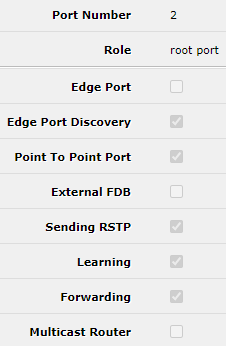 Port Number 2
Role root port
Edge Port
Edge Port Discovery
Point To Point Port
External FDB
Sending RSTP
Learning
Forwarding
Multicast Router